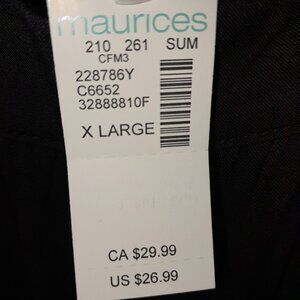 maurices
210 261 SUM
CFM3
228786Y
C6652
32888810F
X LARGE
CA $29.99
US $26.99